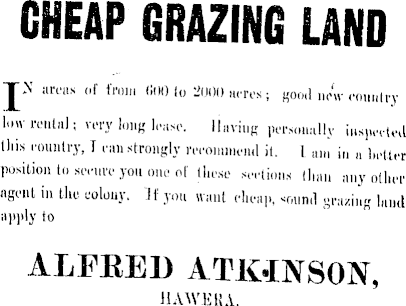 CHEAP GRAZING LAND
IN areas of from 600 to 2000 acres; good new country
low rental; very long lease. Having personally inspected
this country, I can strongly recommend it. I am in a better
position to secure you one of these sections than any other
agent in the colony. If you want cheap, sound grazing land
apply to
ALFRED ATKINSON,
HAWERA.